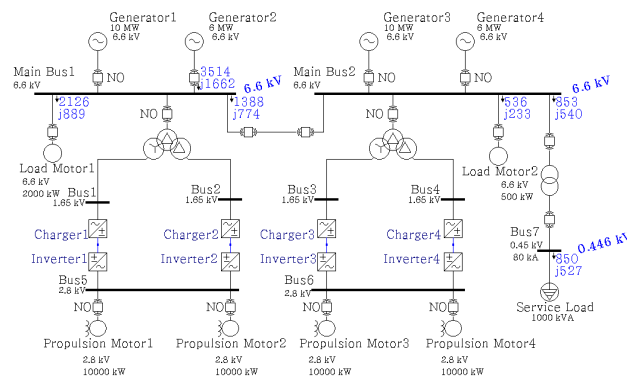 Generator1
10 MW
6.6 kV
Generator2
6 MW
6.6 kV
Generator3
10 MW
6.6 kV
Generator4
6 MW
6.6 kV
NO
3514
j1662
NO
Main Bus1
6.6 kV
6.6 kV
Main Bus2
6.6 kV
6.6 kV
2126
j889
1388
j774
536
j233
853
j540
NO
NO
Load Motor1
6.6 kV
2000 kW
Load Motor2
6.6 kV
500 kW
Bus1
1.65 kV
Bus2
1.65 kV
Bus3
1.65 kV
Bus4
1.65 kV
Bus7
0.45 kV
80 kA
0.446 kV
850
j527
Charger1
Charger2
Charger3
Charger4
Inverter1
Inverter2
Inverter3
Inverter4
Bus5
2.8 kV
Bus6
2.8 kV
Service Load
1000 kVA
NO
NO
NO
NO
Propulsion Motor1
2.8 kV
10000 kW
Propulsion Motor2
2.8 kV
10000 kW
Propulsion Motor3
2.8 kV
10000 kW
Propulsion Motor4
2.8 kV
10000 kW